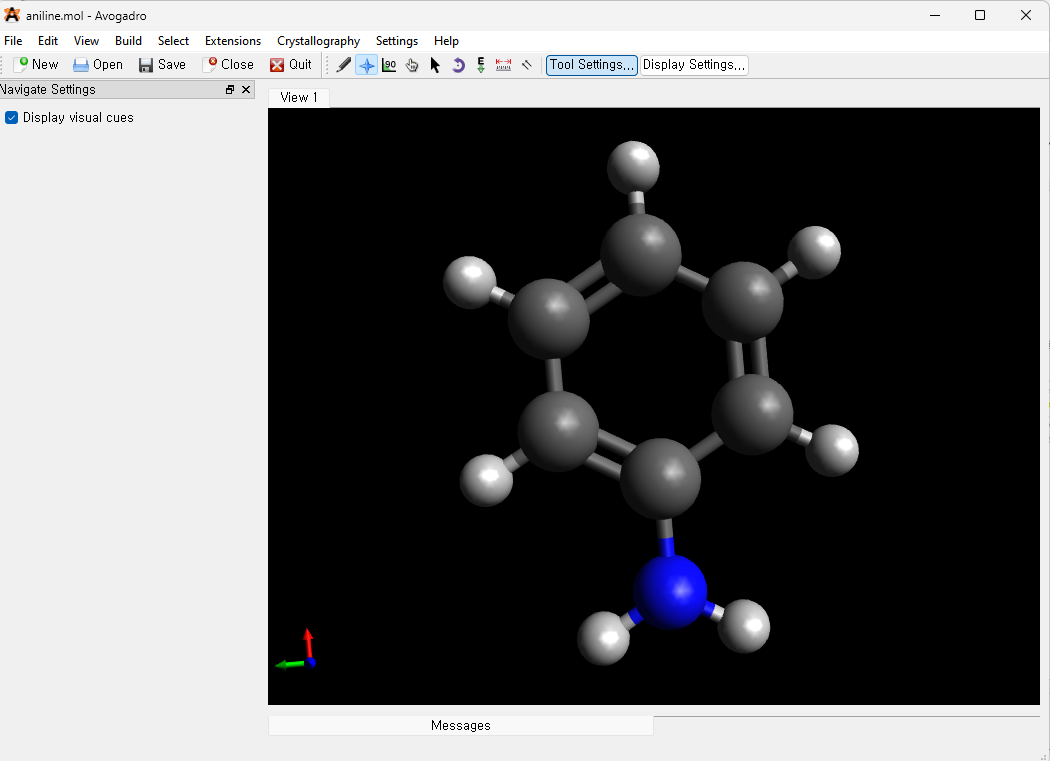 aniline.mol - Avogadro
File Edit View Build Select Extensions Crystallography Settings Help
New Open Save Close Quit 90 E Tool Settings... Display Settings...
Navigate Settings
View 1
Display visual cues
Messages